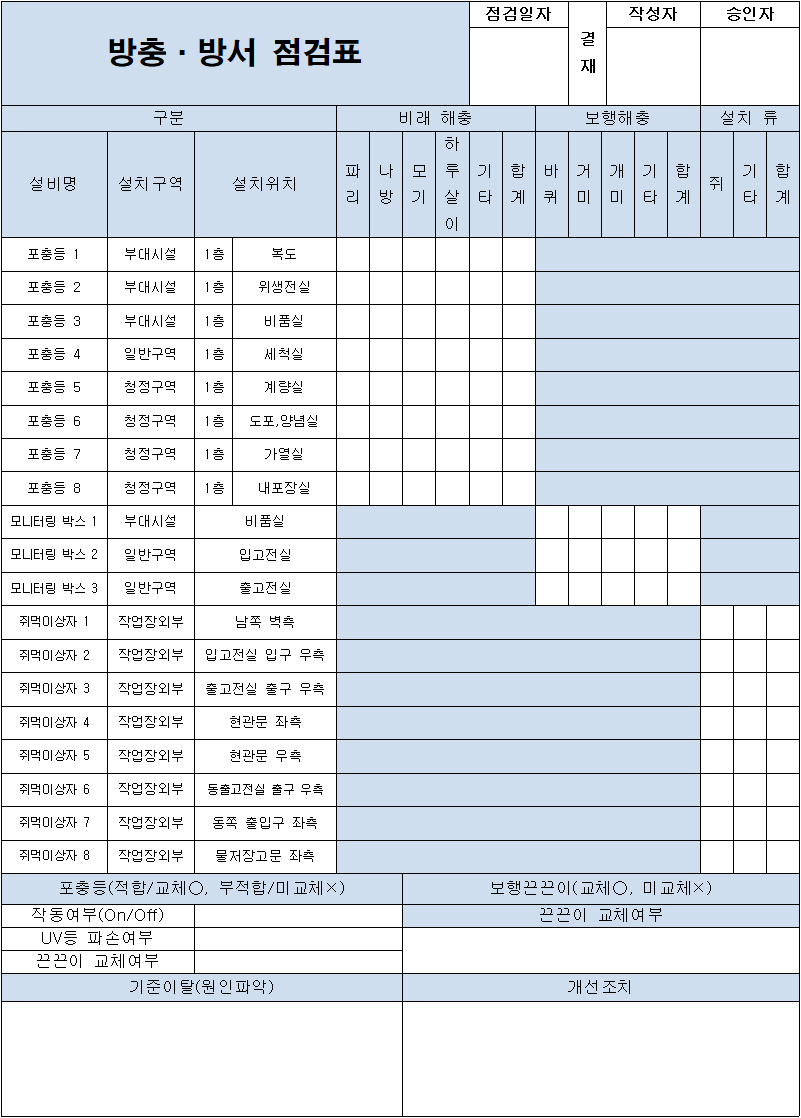 방충 · 방서 점검표
점검일자
결재
작성자
승인자
구분
비래 해충
보행해충
설치 류
설비명
설치구역
설치위치
파리
나방
모기
하루살이
기타
합계
바퀴
거미
개미
기타
합계
쥐
기타
합계
포충등 1 부대시설 1층 복도
포충등 2 부대시설 1층 위생전실
포충등 3 부대시설 1층 비품실
포충등 4 일반구역 1층 세척실
포충등 5 청정구역 1층 계량실
포충등 6 청정구역 1층 도포,양념실
포충등 7 청정구역 1층 가열실
포충등 8 청정구역 1층 내포장실
모니터링 박스 1 부대시설 비품실
모니터링 박스 2 일반구역 입고전실
모니터링 박스 3 일반구역 출고전실
쥐먹이상자 1 작업장외부 남쪽 벽측
쥐먹이상자 2 작업장외부 입고전실 입구 우측
쥐먹이상자 3 작업장외부 출고전실 출구 우측
쥐먹이상자 4 작업장외부 현관문 좌측
쥐먹이상자 5 작업장외부 현관문 우측
쥐먹이상자 6 작업장외부 동출고전실 출구 우측
쥐먹이상자 7 작업장외부 동쪽 출입구 좌측
쥐먹이상자 8 작업장외부 물저장고문 좌측
포충등(적합/교체○, 부적합/미교체×)
보행끈끈이(교체○, 미교체×)
작동여부(On/Off)
끈끈이 교체여부
UV등 파손여부
끈끈이 교체여부
기준이탈(원인파악)
개선조치